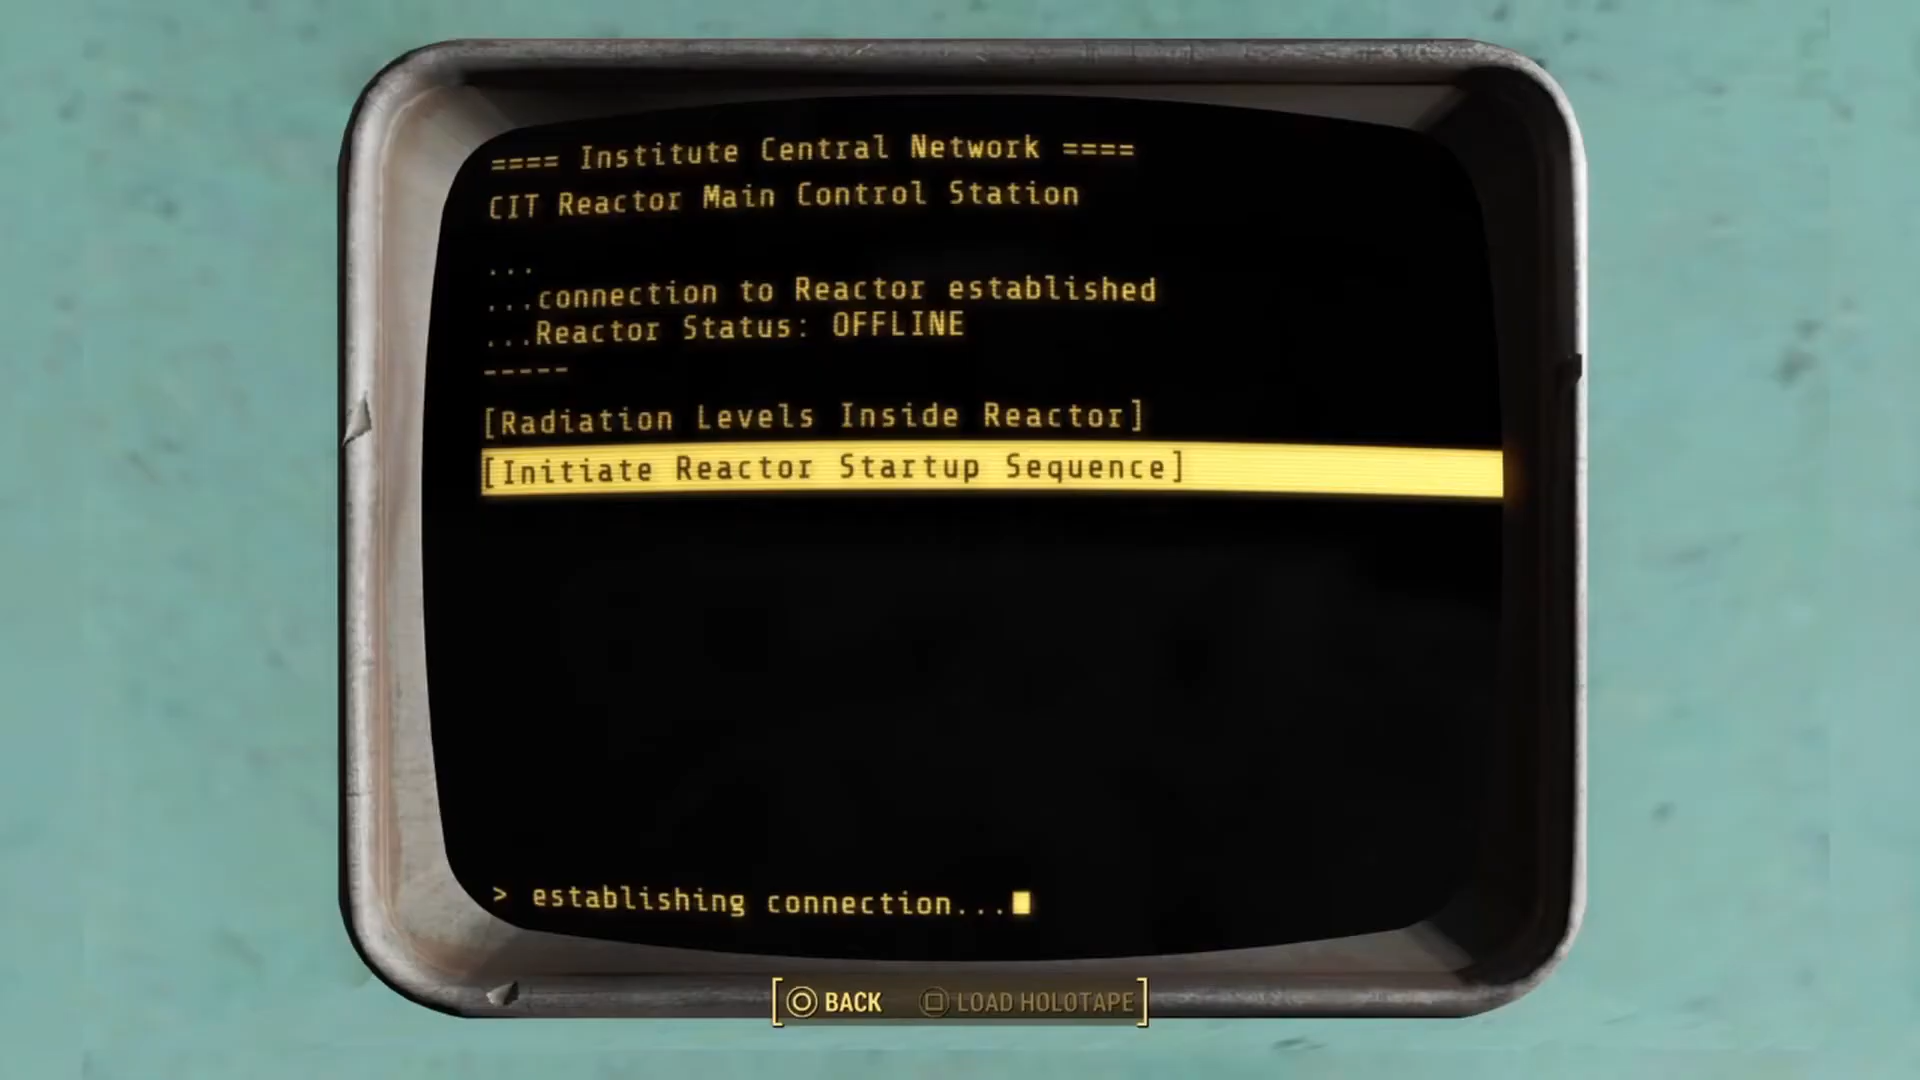 ==== Institute Central Network ====
CIT Reactor Main Control Station
...
...connection to Reactor established
...Reactor Status: OFFLINE
-----
[Radiation Levels Inside Reactor]
[Initiate Reactor Startup Sequence]
> establishing connection...
BACK LOAD HOLOTAPE